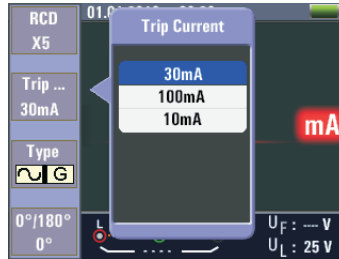 RCD
X5
Trip ...
30mA
Type
G
0°/180°
0°
01.0
Trip Current
30mA
100mA
10mA
mA
L
----
UF: --- V
UL: 25 V